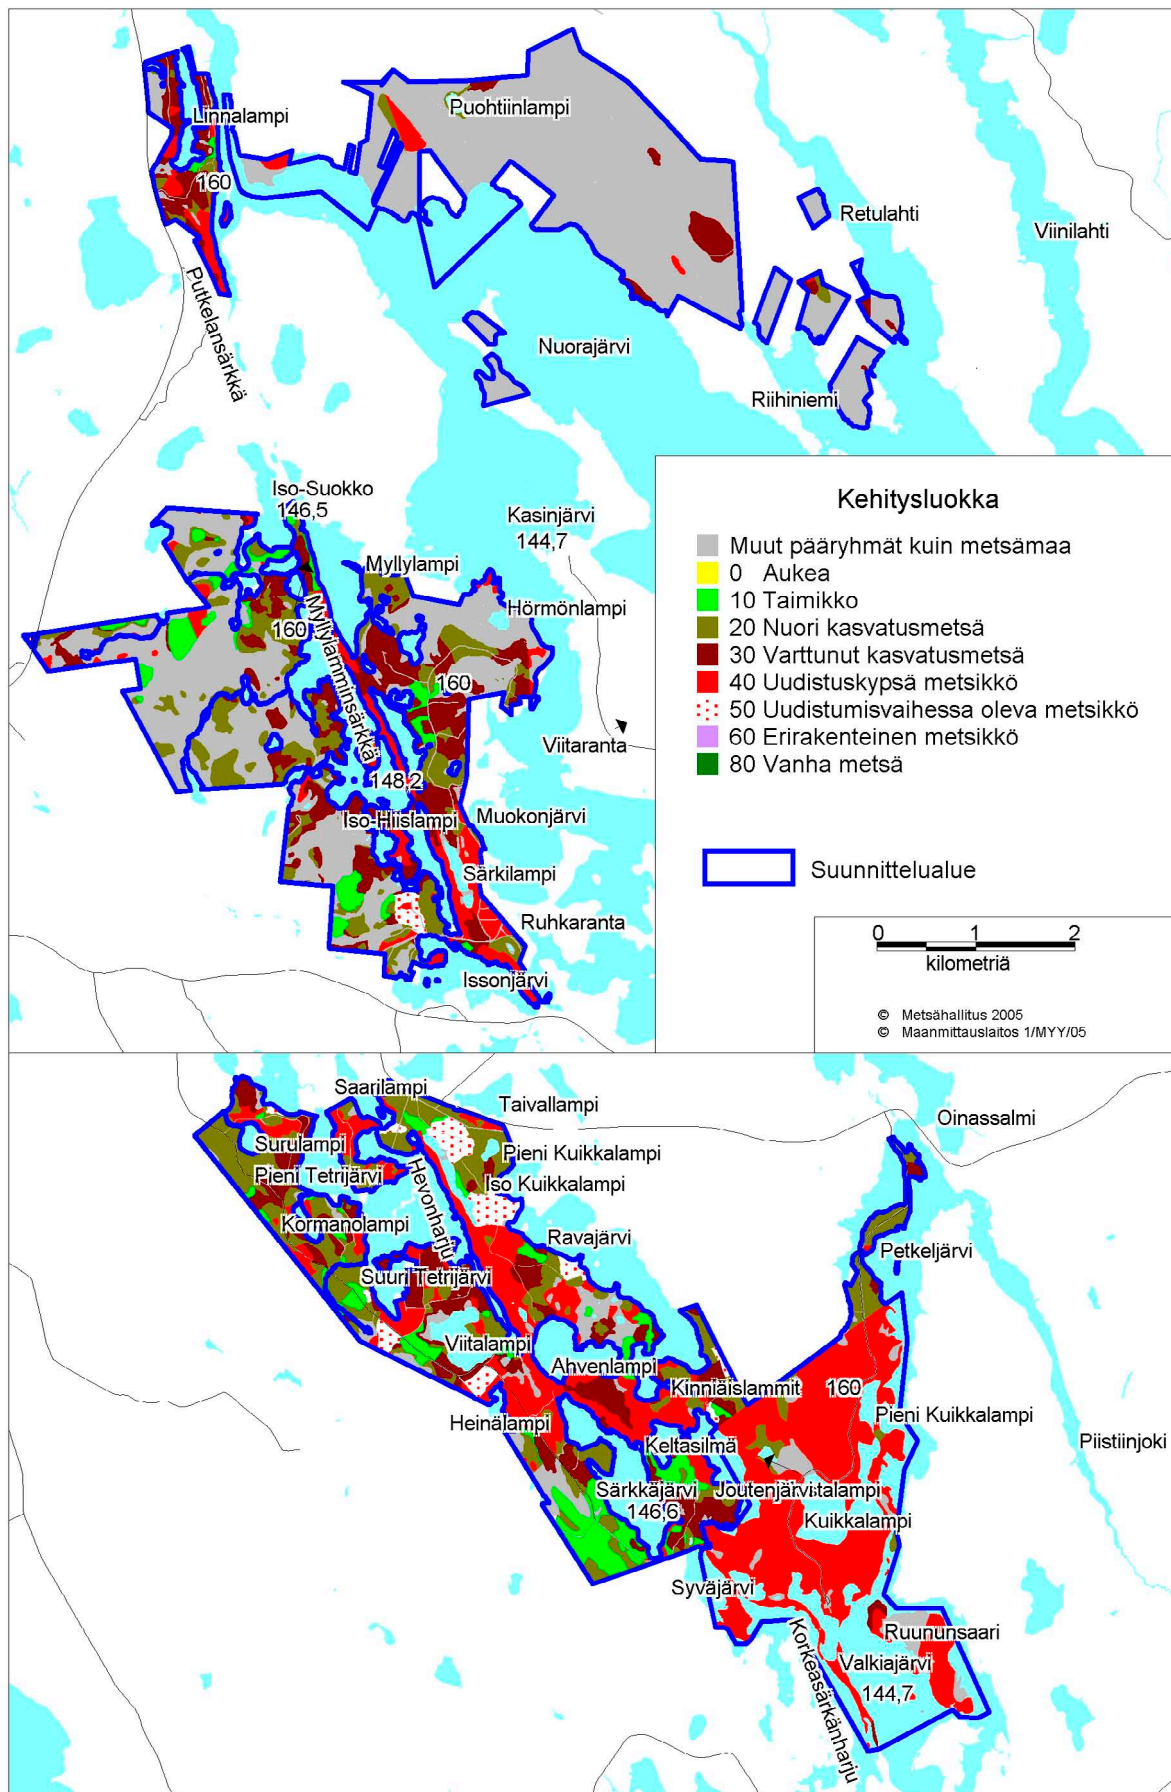 Linnalampi
Puohtiinlampi
160
Retulahti
Viinilahti
Putkelansärkkä
Nuorajärvi
Riihiniemi
Iso-Suokko
146,5
Kasinjärvi
144,7
Myllylampi
Hörmönlampi
160
Myllylamminsärkkä
160
Viitaranta
148,2
Iso-Hiislampi
Muokonjärvi
Särkilampi
Ruhkaranta
Issonjärvi
Kehitysluokka
Muut pääryhmät kuin metsämaa
0 Aukea
10 Taimikko
20 Nuori kasvatusmetsä
30 Varttunut kasvatusmetsä
40 Uudistuskypsä metsikkö
50 Uudistumisvaihessa oleva metsikkö
60 Erirakenteinen metsikkö
80 Vanha metsä
Suunnittelualue
0 1 2
kilometriä
© Metsähallitus 2005
© Maanmittauslaitos 1/MYY/05
Saarilampi
Taivallampi
Oinassalmi
Surulampi
Pieni Kuikkalampi
Pieni Tetrijärvi
Iso Kuikkalampi
Hevonharju
Kormanolampi
Ravajärvi
Petkeljärvi
Suuri Tetrijärvi
Viitalampi
Ahvenlampi
Kinniäislammit
160
Heinälampi
Pieni Kuikkalampi
Keltasilmä
Piistiinjoki
Särkkäjärvi
146,6
Joutenjärvitalampi
Kuikkalampi
Syväjärvi
Korkeasärkänharju
Ruununsaari
Valkiajärvi
144,7